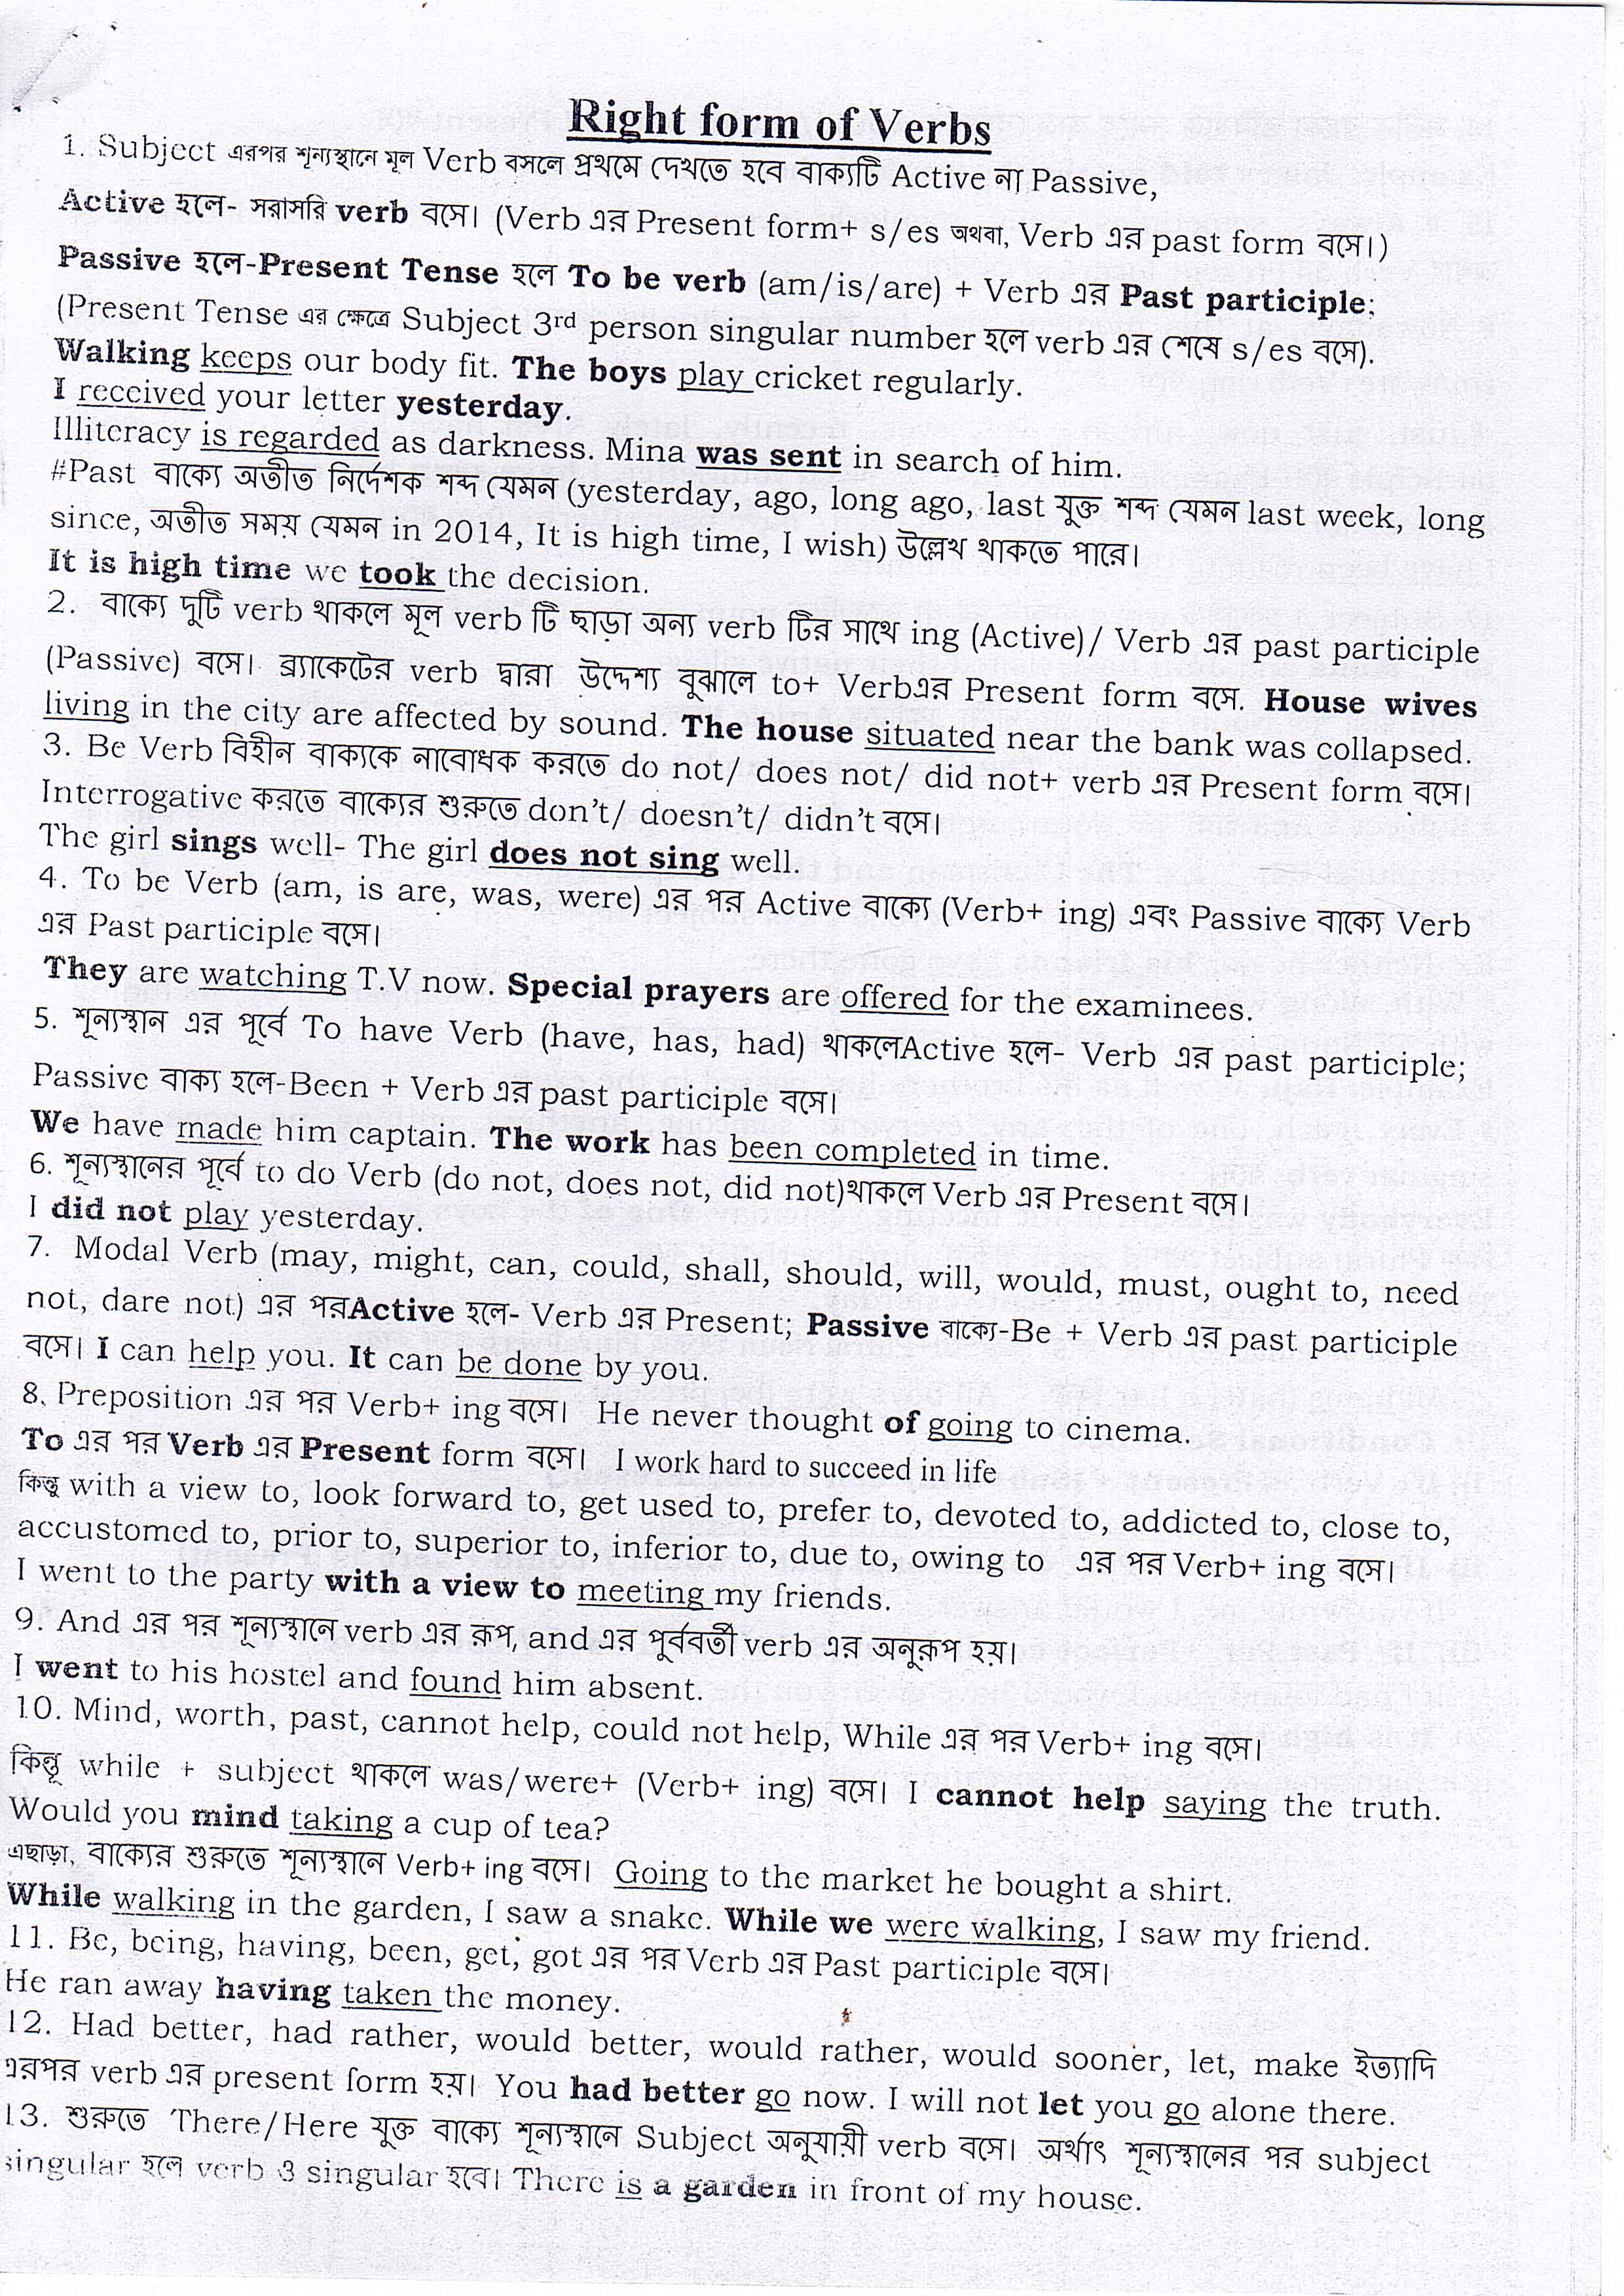 Right form of Verbs
1. Subject এরপর শূন্যস্থানে মূল Verb বসলে প্রথমে দেখতে হবে বাক্যটি Active না Passive,
Active হলে- সরাসরি verb বসে। (Verb এর Present form+ s/es অথবা, Verb এর past form বসে।)
Passive হলে-Present Tense হলে To be verb (am/is/are) + Verb এর Past participle;
(Present Tense এর ক্ষেত্রে Subject 3rd person singular number হলে verb এর শেষে s/es বসে).
Walking keeps our body fit. The boys play cricket regularly.
I received your letter yesterday.
Illiteracy is regarded as darkness. Mina was sent in search of him.
#Past বাক্যে অতীত নির্দেশক শব্দ যেমন (yesterday, ago, long ago, last যুক্ত শব্দ যেমন last week, long
since, অতীত সময় যেমন in 2014, It is high time, I wish) উল্লেখ থাকতে পারে।
It is high time we took the decision.
2. বাক্যে দুটি verb থাকলে মূল verb টি ছাড়া অন্য verb টির সাথে ing (Active)/ Verb এর past participle
(Passive) বসে। ব্র্যাকেটের verb দ্বারা উদ্দেশ্য বুঝালে to+ Verbএর Present form বসে. House wives
living in the city are affected by sound. The house situated near the bank was collapsed.
3. Be Verb বিহীন বাক্যকে নাবোধক করতে do not/ does not/ did not+ verb এর Present form বসে।
Interrogative করতে বাক্যের শুরুতে don't/ doesn't/ didn't বসে।
The girl sings well- The girl does not sing well.
4. To be Verb (am, is are, was, were) এর পর Active বাক্যে (Verb+ ing) এবং Passive বাক্যে Verb
এর Past participle বসে।
They are watching T.V now. Special prayers are offered for the examinees.
5. শূন্যস্থান এর পূর্বে To have Verb (have, has, had) থাকলেActive হলে- Verb এর past participle;
Passive বাক্য হলে-Been + Verb এর past participle বসে।
We have made him captain. The work has been completed in time.
6. শূন্যস্থানের পূর্বে to do Verb (do not, does not, did not)থাকলে Verb এর Present বসে।
I did not play yesterday.
7. Modal Verb (may, might, can, could, shall, should, will, would, must, ought to, need
not, dare not) এর পরActive হলে- Verb এর Present; Passive বাক্যে-Be + Verb এর past participle
বসে। I can help you. It can be done by you.
8. Preposition এর পর Verb+ ing বসে। He never thought of going to cinema.
To এর পর Verb এর Present form বসে। I work hard to succeed in life
কিন্তু with a view to, look forward to, get used to, prefer to, devoted to, addicted to, close to,
accustomed to, prior to, superior to, inferior to, due to, owing to এর পর Verb+ ing বসে।
I went to the party with a view to meeting my friends.
9. And এর পর শূন্যস্থানে verb এর রূপ, and এর পূর্ববর্তী verb এর অনুরূপ হয়।
I went to his hostel and found him absent.
10. Mind, worth, past, cannot help, could not help, While এর পর Verb+ ing বসে।
কিন্তূ while + subject থাকলে was/were+ (Verb+ ing) বসে। I cannot help saying the truth.
Would you mind taking a cup of tea?
এছাড়া, বাক্যের শুরুতে শূন্যস্থানে Verb+ ing বসে। Going to the market he bought a shirt.
While walking in the garden, I saw a snake. While we were walking, I saw my friend.
11. Be, being, having, been, get, got এর পর Verb এর Past participle বসে।
He ran away having taken the money.
12. Had better, had rather, would better, would rather, would sooner, let, make ইত্যাদি
এরপর verb এর present form হয়। You had better go now. I will not let you go alone there.
13. শুরুতে There/Here যুক্ত বাক্যে শূন্যস্থানে Subject অনুযায়ী verb বসে। অর্থাৎ শূন্যস্থানের পর subject
singular হলে verb ও singular হবে। There is a garden in front of my house.